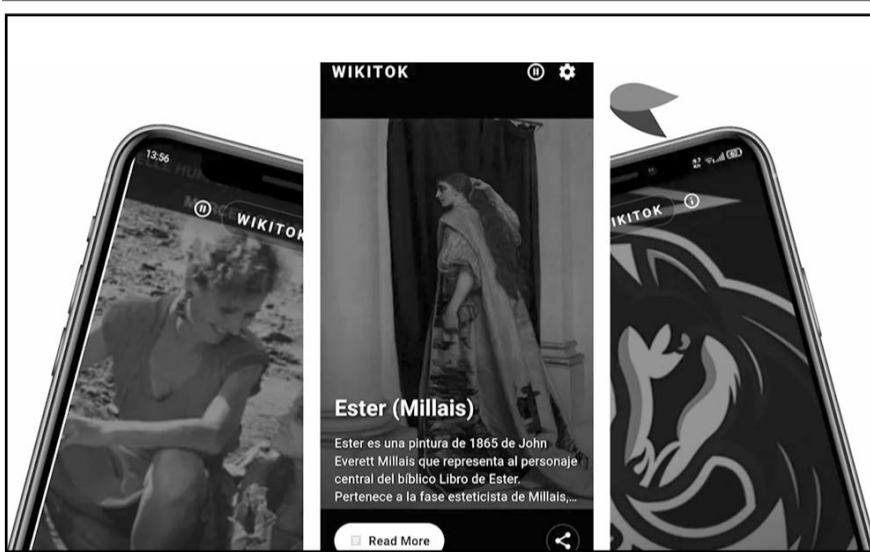 13:56
WIKITOK
WIKITOK
Ester (Millais)
Ester es una pintura de 1865 de John
Everett Millais que representa al personaje
central del bíblico Libro de Ester.
Pertenece a la fase esteticista de Millais,...
Read More
IKITOK